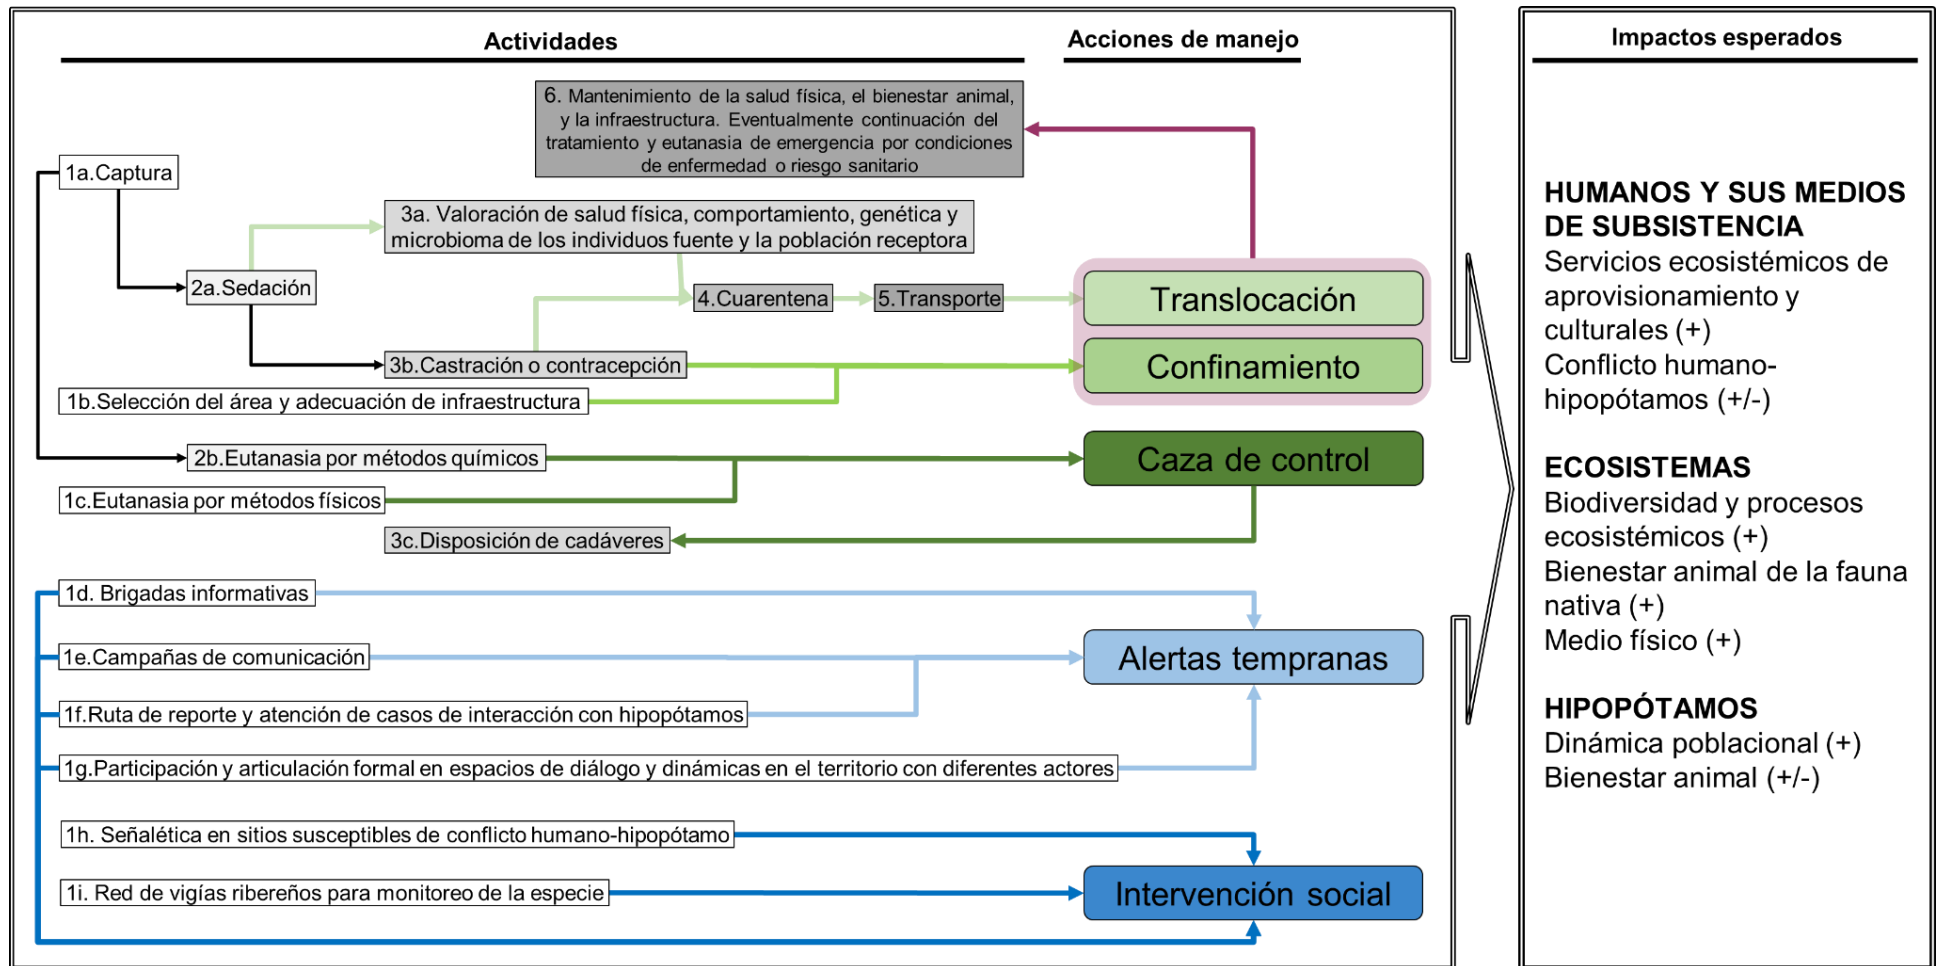 Actividades
Acciones de manejo
Impactos esperados
6. Mantenimiento de la salud física, el bienestar animal,
y la infraestructura. Eventualmente continuación del
tratamiento y eutanasia de emergencia por condiciones
de enfermedad o riesgo sanitario
1a.Captura
3a. Valoración de salud física, comportamiento, genética y
microbioma de los individuos fuente y la población receptora
2a.Sedación
4.Cuarentena
5.Transporte
Translocación
3b.Castración o contracepción
Confinamiento
1b.Selección del área y adecuación de infraestructura
2b.Eutanasia por métodos químicos
Caza de control
1c.Eutanasia por métodos físicos
3c.Disposición de cadáveres
1d. Brigadas informativas
1e.Campañas de comunicación
Alertas tempranas
1f.Ruta de reporte y atención de casos de interacción con hipopótamos
1g.Participación y articulación formal en espacios de diálogo y dinámicas en el territorio con diferentes actores
1h. Señalética en sitios susceptibles de conflicto humano-hipopótamo
1i. Red de vigías ribereños para monitoreo de la especie
Intervención social
HUMANOS Y SUS MEDIOS
DE SUBSISTENCIA
Servicios ecosistémicos de
aprovisionamiento y
culturales (+)
Conflicto humano-
hipopótamos (+/-)
ECOSISTEMAS
Biodiversidad y procesos
ecosistémicos (+)
Bienestar animal de la fauna
nativa (+)
Medio físico (+)
HIPOPÓTAMOS
Dinámica poblacional (+)
Bienestar animal (+/-)